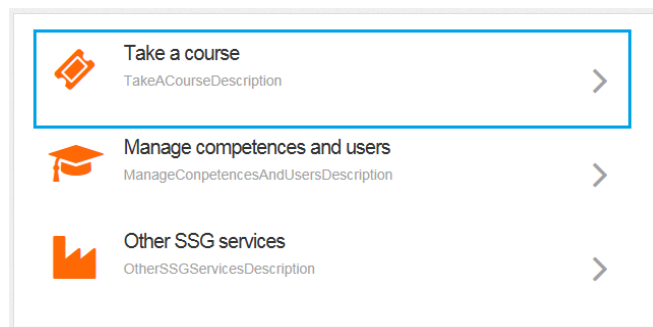 Take a course
TakeACourseDescription
Manage competences and users
ManageConpetencesAndUsersDescription
Other SSG services
OtherSSGServicesDescription